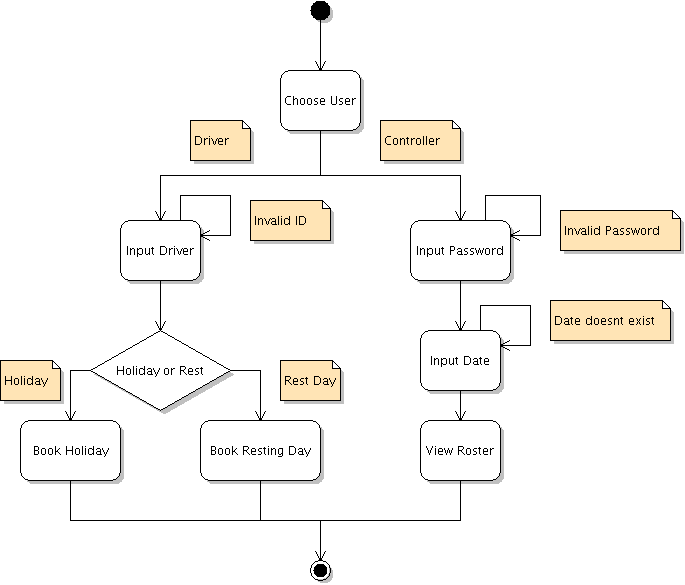 Choose User
Driver
Controller
Input Driver
Invalid ID
Input Password
Invalid Password
Date doesnt exist
Input Date
Holiday or Rest
Holiday
Rest Day
Book Holiday
Book Resting Day
View Roster